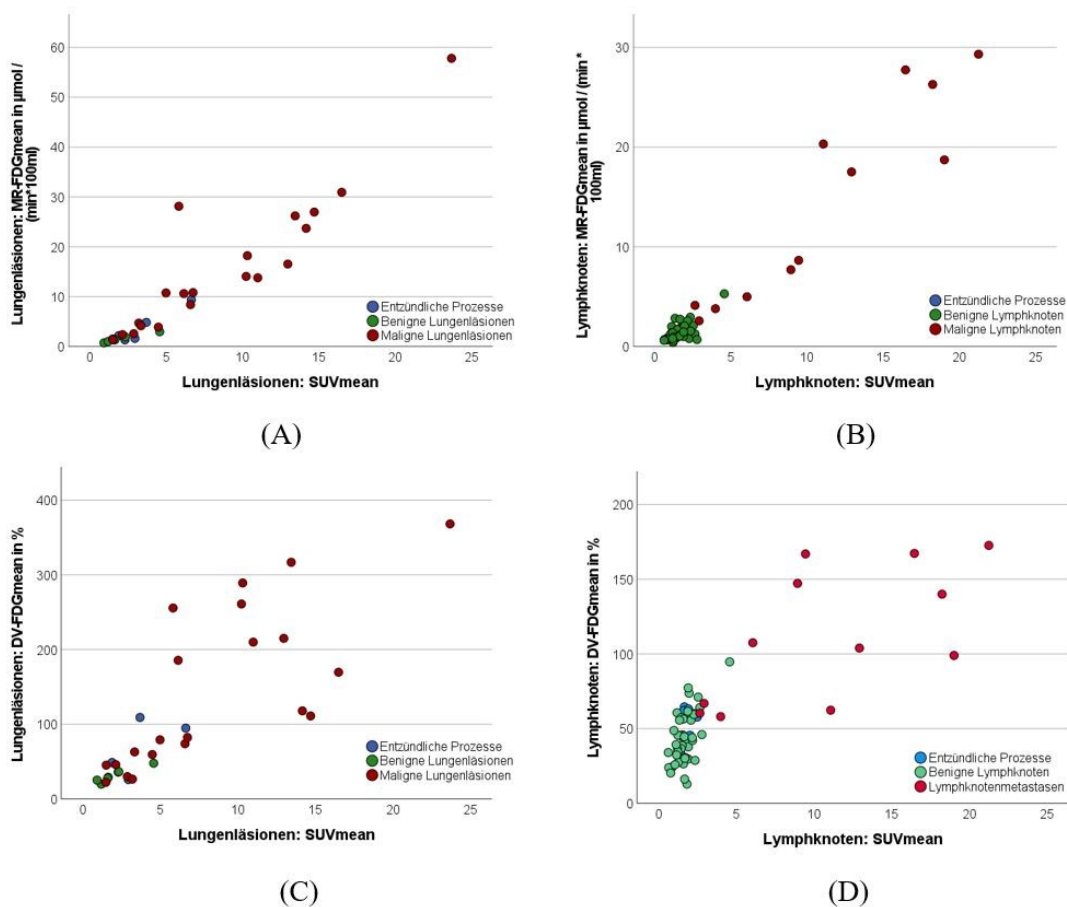 Lungenläsionen: MR-FDGmean in µmol /
(min*100ml)
60
50
40
30
20
10
0
0
5
10
15
20
25
Lungenläsionen: SUVmean
Entzündliche Prozesse
Benigne Lungenläsionen
Maligne Lungenläsionen
(A)
Lymphknoten: MR-FDGmean in µmol / (min*
100ml)
30
20
10
0
0
5
10
15
20
25
Lymphknoten: SUVmean
Entzündliche Prozesse
Benigne Lymphknoten
Maligne Lymphknoten
(B)
Lungenläsionen: DV-FDGmean in %
400
300
200
100
0
0
5
10
15
20
25
Lungenläsionen: SUVmean
Entzündliche Prozesse
Benigne Lungenläsionen
Maligne Lungenläsionen
(C)
Lymphknoten: DV-FDGmean in %
200
150
100
50
0
0
5
10
15
20
25
Lymphknoten: SUVmean
Entzündliche Prozesse
Benigne Lymphknoten
Lymphknotenmetastasen
(D)